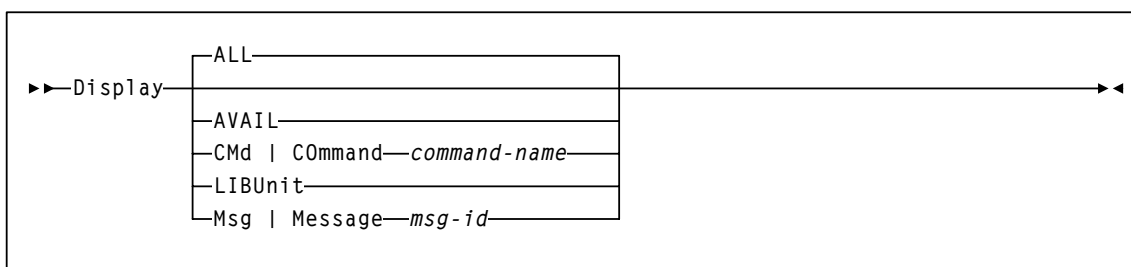 ALL
Display
AVAIL
CMd | COmmand command-name
LIBUnit
Msg | Message msg-id